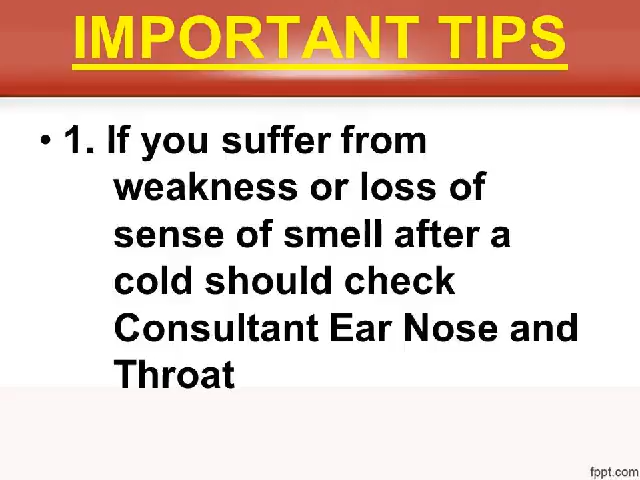 IMPORTANT TIPS
• 1. If you suffer from
weakness or loss of
sense of smell after a
cold should check
Consultant Ear Nose and
Throat
fppt.com